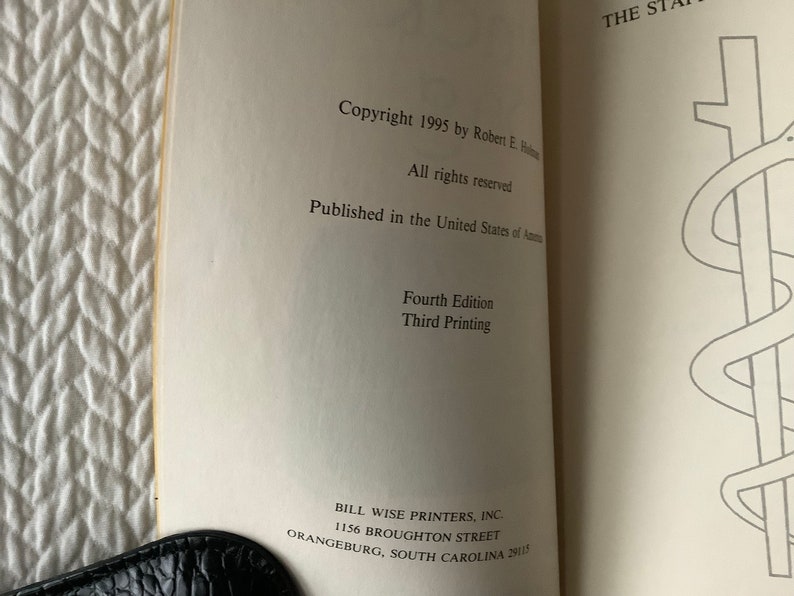 Copyright 1995 by Robert E.
All rights reserved
Published in the United States of America
Fourth Edition
Third Printing
BILL WISE PRINTERS, INC.
1156 BROUGHTON STREET
ORANGEBURG, SOUTH CAROLINA 29115
THE